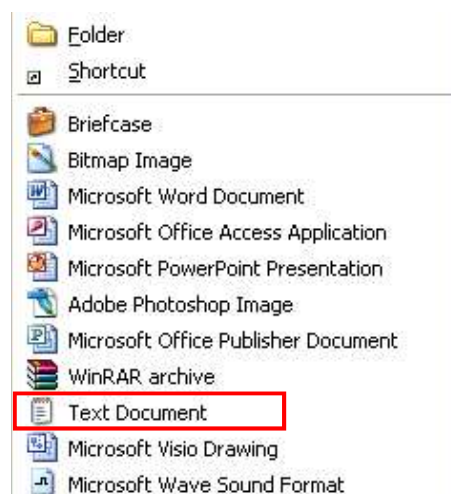 Folder
Shortcut
Briefcase
Bitmap Image
Microsoft Word Document
Microsoft Office Access Application
Microsoft PowerPoint Presentation
Adobe Photoshop Image
Microsoft Office Publisher Document
WinRAR archive
Text Document
Microsoft Visio Drawing
Microsoft Wave Sound Format